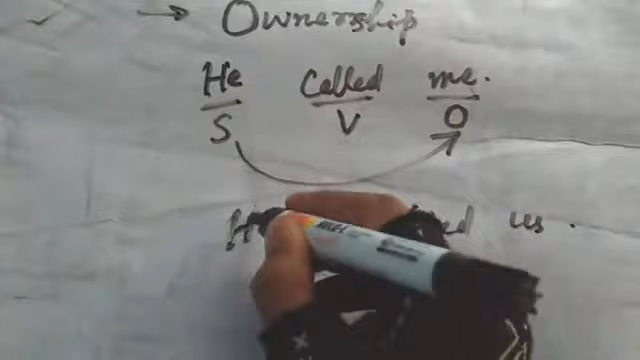 → Ownership
He Called me.
S V O
us.